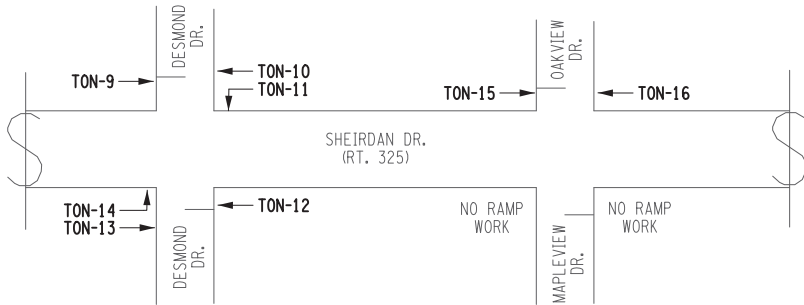 DESMOND
DR.
OAKVIEW
DR.
TON-9
TON-10
TON-11
TON-15
TON-16
SHEIRDAN DR.
(RT. 325)
TON-14
TON-13
TON-12
DESMOND
DR.
NO RAMP
WORK
MAPLEVIEW
DR.
NO RAMP
WORK